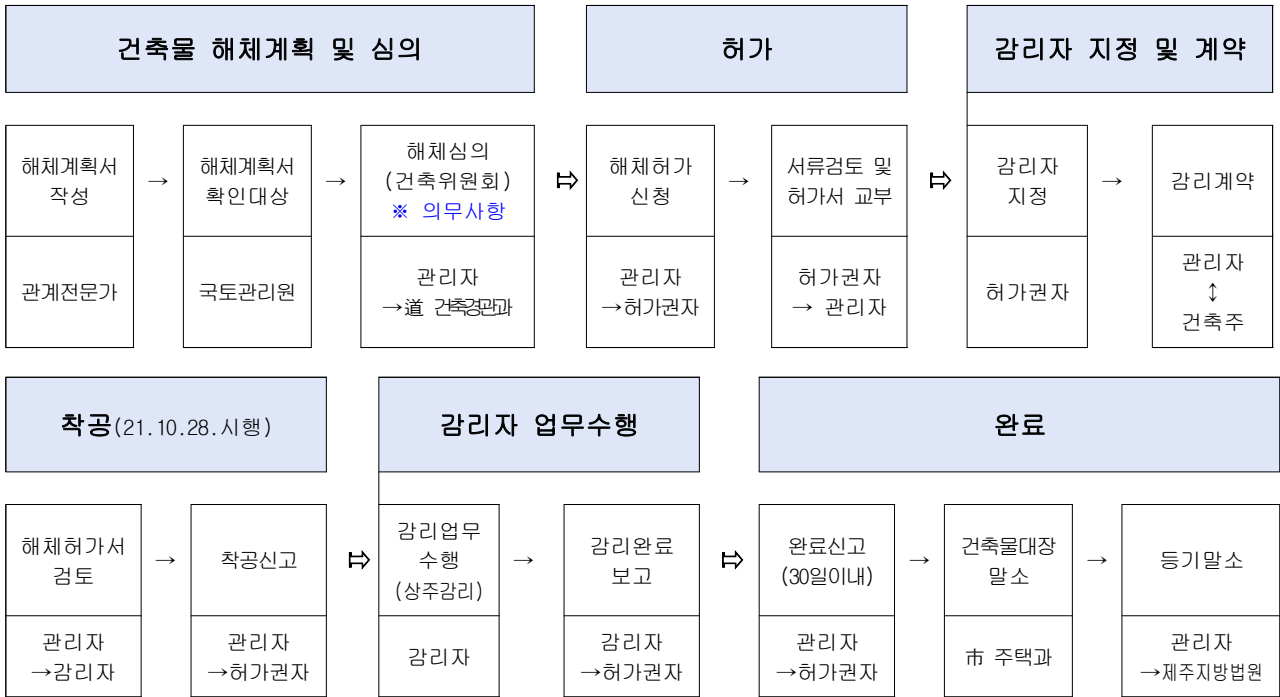 건축물 해체계획 및 심의
허가
감리자 지정 및 계약
해체계획서
작성
→
해체계획서
확인대상
→
해체심의
(건축위원회)
※ 의무사항
⇨
해체허가
신청
→
서류검토 및
허가서 교부
⇨
감리자
지정
→
감리계약
관계전문가
국토관리원
관리자
→道 건축경관과
관리자
→허가권자
허가권자
→ 관리자
허가권자
관리자
↕
건축주
착공(21.10.28.시행)
감리자 업무수행
완료
해체허가서
검토
→
착공신고
⇨
감리업무
수행
(상주감리)
→
감리완료
보고
⇨
완료신고
(30일이내)
→
건축물대장
말소
→
등기말소
관리자
→감리자
관리자
→허가권자
감리자
감리자
→허가권자
관리자
→허가권자
市 주택과
관리자
→제주지방법원